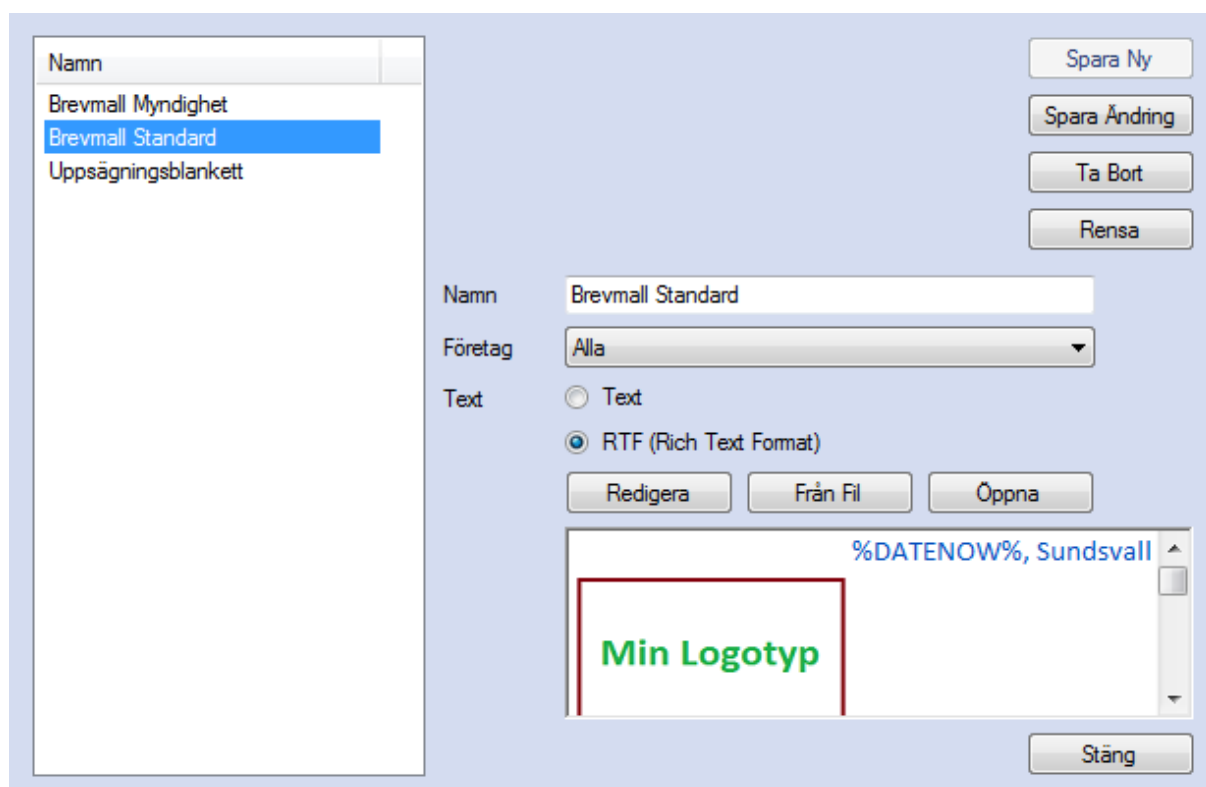 Namn
Brevmall Myndighet
Brevmall Standard
Uppsägningsblankett
Spara Ny
Spara Ändring
Ta Bort
Rensa
Namn Brevmall Standard
Företag Alla
Text Text
RTF (Rich Text Format)
Redigera Från Fil Öppna
%DATENOW%, Sundsvall
Min Logotyp
Stäng